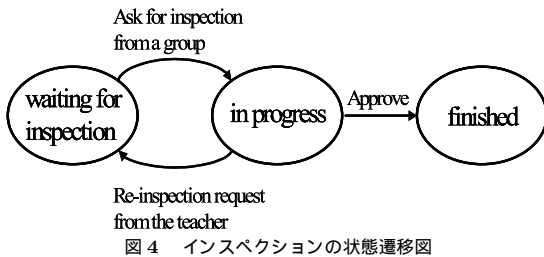 Ask for inspection
from a group
waiting for
inspection
in progress
Approve
finished
Re-inspection request
from the teacher
図 4 インスペクションの状態遷移図